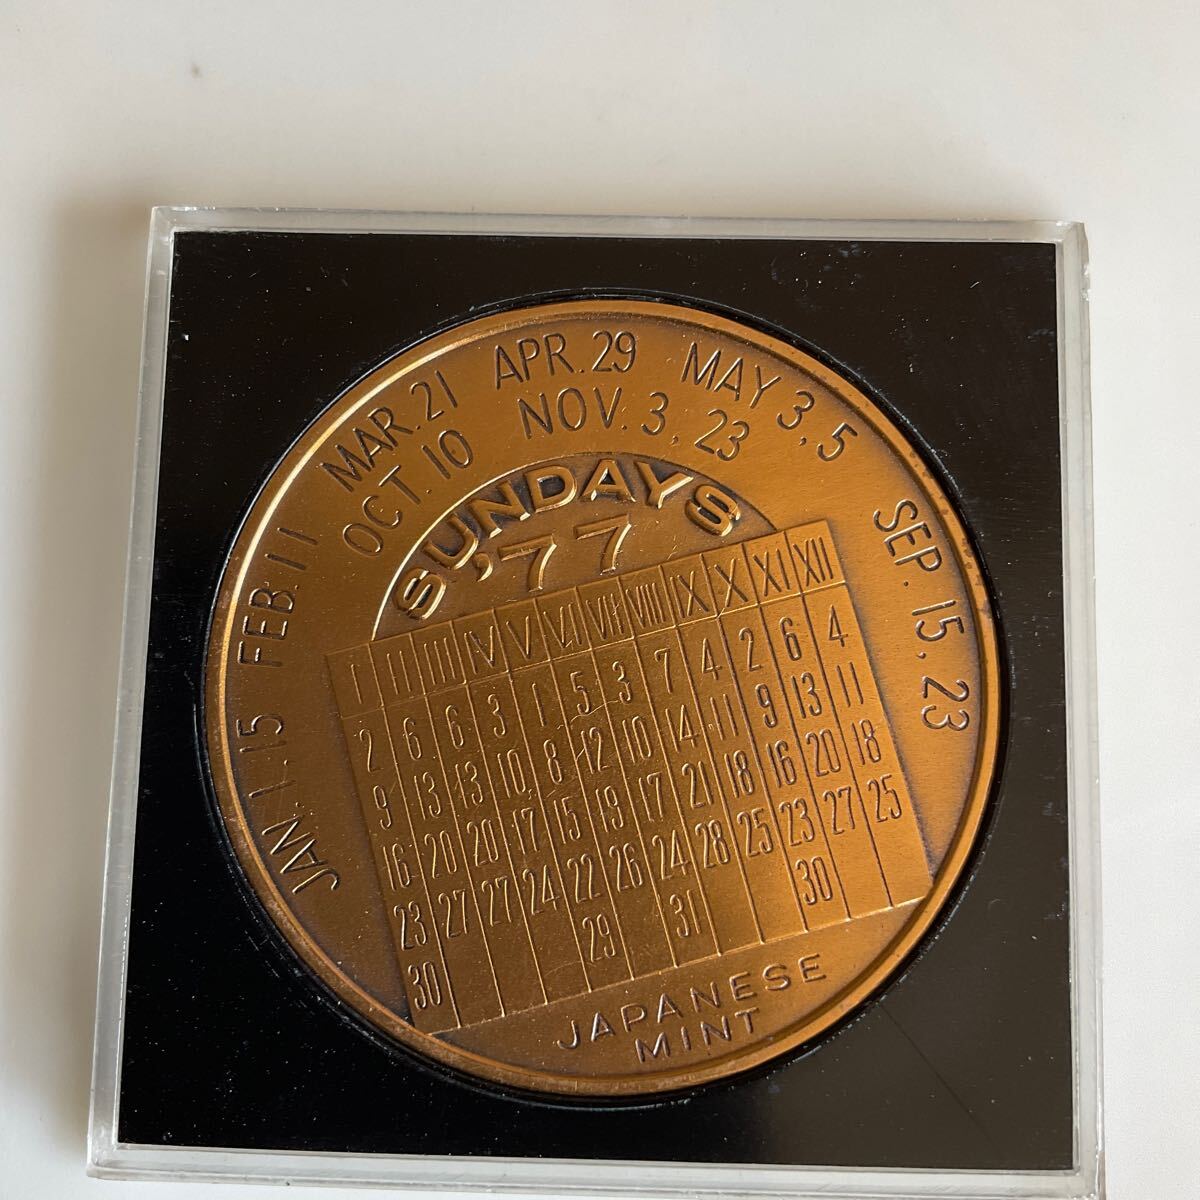 JAN. 1. 15 FEB. 11 MAR. 21 APR. 29 MAY 3, 5 SEP. 15, 23
OCT. 10 NOV. 3, 23
SUNDAYS
'77
I II III IV V VI VII VIII IX X XI XII
2 6 6 3 1 5 3 7 4 2 6 4
9 13 13 10 8 12 10 14 11 9 13 11
16 20 20 17 15 19 17 21 18 16 20 18
23 27 27 24 22 26 24 28 25 23 27 25
30 29 31 30
JAPANESE
MINT